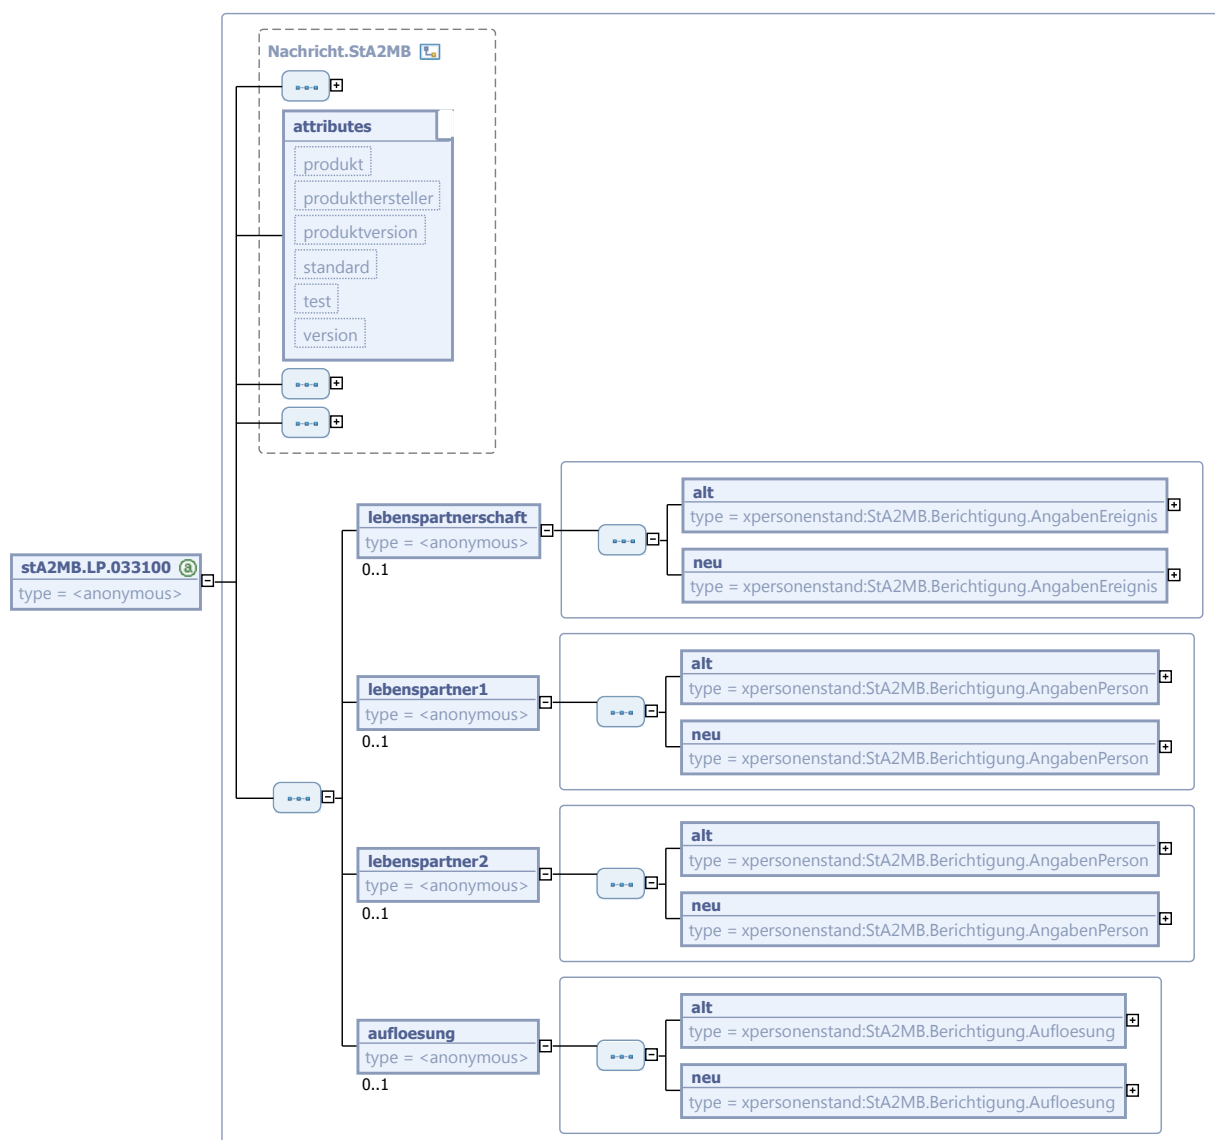 Nachricht.StA2MB
attributes
produkt
produkthersteller
produktversion
standard
test
version
stA2MB.LP.033100 a
type = <anonymous>
lebenspartnerschaft
type = <anonymous>
0..1
alt
type = xpersonenstand:StA2MB.Berichtigung.AngabenEreignis
neu
type = xpersonenstand:StA2MB.Berichtigung.AngabenEreignis
lebenspartner1
type = <anonymous>
0..1
alt
type = xpersonenstand:StA2MB.Berichtigung.AngabenPerson
neu
type = xpersonenstand:StA2MB.Berichtigung.AngabenPerson
lebenspartner2
type = <anonymous>
0..1
alt
type = xpersonenstand:StA2MB.Berichtigung.AngabenPerson
neu
type = xpersonenstand:StA2MB.Berichtigung.AngabenPerson
aufloesung
type = <anonymous>
0..1
alt
type = xpersonenstand:StA2MB.Berichtigung.Aufloesung
neu
type = xpersonenstand:StA2MB.Berichtigung.Aufloesung